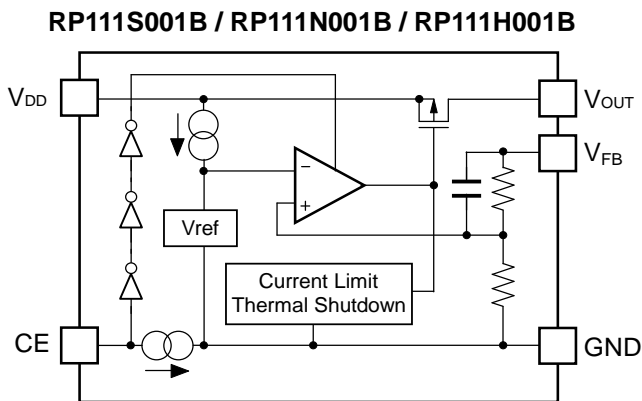 RP111S001B / RP111N001B / RP111H001B
VDD
VOUT
VFB
−
+
Vref
Current Limit
Thermal Shutdown
CE
GND